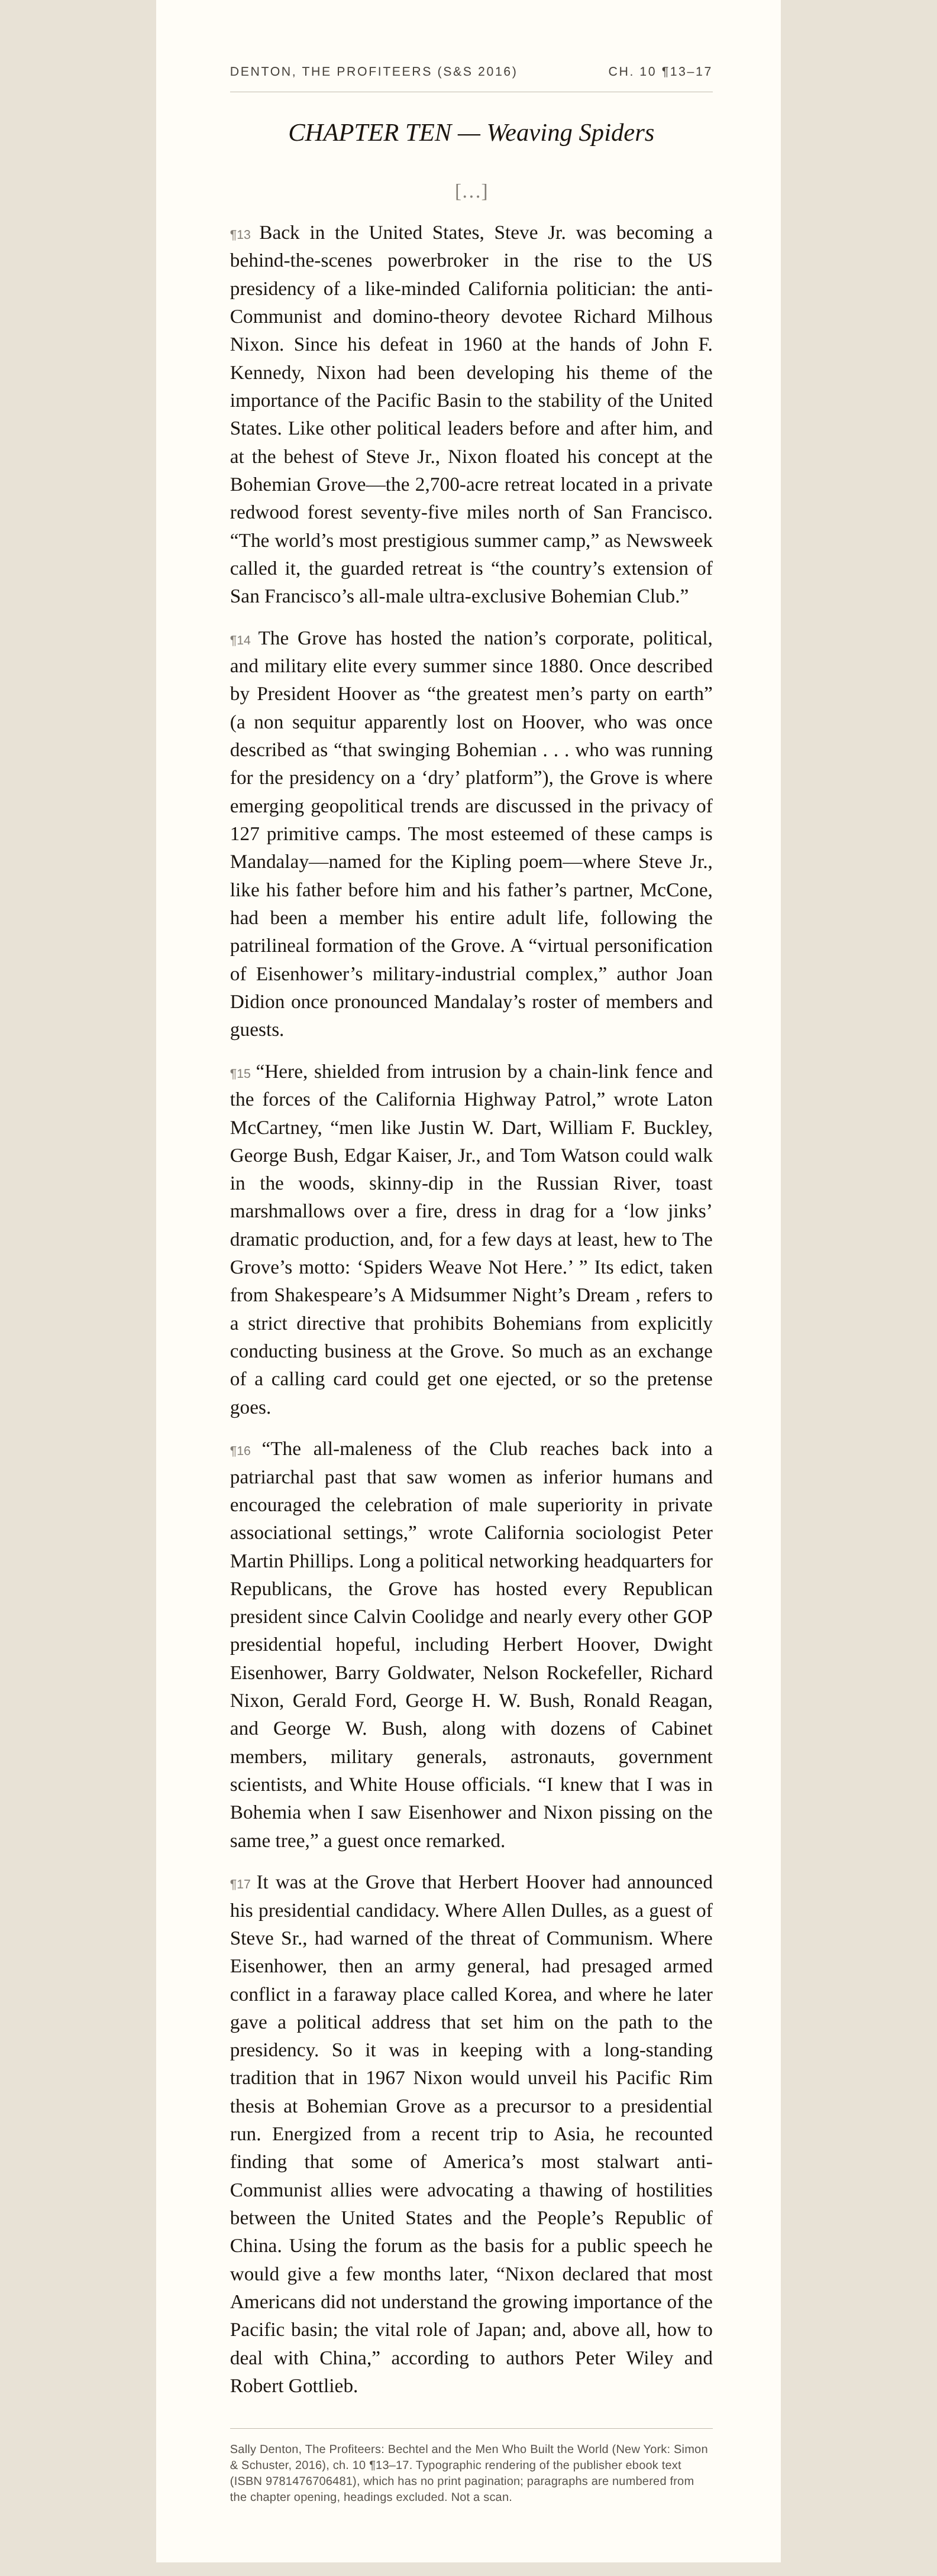 DENTON, THE PROFITEERS (S&S 2016) CH. 10 ¶13–17
CHAPTER TEN — Weaving Spiders
[…]
¶13 Back in the United States, Steve Jr. was becoming a
behind-the-scenes powerbroker in the rise to the US
presidency of a like-minded California politician: the anti-
Communist and domino-theory devotee Richard Milhous
Nixon. Since his defeat in 1960 at the hands of John F.
Kennedy, Nixon had been developing his theme of the
importance of the Pacific Basin to the stability of the United
States. Like other political leaders before and after him, and
at the behest of Steve Jr., Nixon floated his concept at the
Bohemian Grove—the 2,700-acre retreat located in a private
redwood forest seventy-five miles north of San Francisco.
“The world’s most prestigious summer camp,” as Newsweek
called it, the guarded retreat is “the country’s extension of
San Francisco’s all-male ultra-exclusive Bohemian Club.”
¶14 The Grove has hosted the nation’s corporate, political,
and military elite every summer since 1880. Once described
by President Hoover as “the greatest men’s party on earth”
(a non sequitur apparently lost on Hoover, who was once
described as “that swinging Bohemian . . . who was running
for the presidency on a ‘dry’ platform”), the Grove is where
emerging geopolitical trends are discussed in the privacy of
127 primitive camps. The most esteemed of these camps is
Mandalay—named for the Kipling poem—where Steve Jr.,
like his father before him and his father’s partner, McCone,
had been a member his entire adult life, following the
patrilineal formation of the Grove. A “virtual personification
of Eisenhower’s military-industrial complex,” author Joan
Didion once pronounced Mandalay’s roster of members and
guests.
¶15 “Here, shielded from intrusion by a chain-link fence and
the forces of the California Highway Patrol,” wrote Laton
McCartney, “men like Justin W. Dart, William F. Buckley,
George Bush, Edgar Kaiser, Jr., and Tom Watson could walk
in the woods, skinny-dip in the Russian River, toast
marshmallows over a fire, dress in drag for a ‘low jinks’
dramatic production, and, for a few days at least, hew to The
Grove’s motto: ‘Spiders Weave Not Here.’ ” Its edict, taken
from Shakespeare’s A Midsummer Night’s Dream , refers to
a strict directive that prohibits Bohemians from explicitly
conducting business at the Grove. So much as an exchange
of a calling card could get one ejected, or so the pretense
goes.
¶16 “The all-maleness of the Club reaches back into a
patriarchal past that saw women as inferior humans and
encouraged the celebration of male superiority in private
associational settings,” wrote California sociologist Peter
Martin Phillips. Long a political networking headquarters for
Republicans, the Grove has hosted every Republican
president since Calvin Coolidge and nearly every other GOP
presidential hopeful, including Herbert Hoover, Dwight
Eisenhower, Barry Goldwater, Nelson Rockefeller, Richard
Nixon, Gerald Ford, George H. W. Bush, Ronald Reagan,
and George W. Bush, along with dozens of Cabinet
members, military generals, astronauts, government
scientists, and White House officials. “I knew that I was in
Bohemia when I saw Eisenhower and Nixon pissing on the
same tree,” a guest once remarked.
¶17 It was at the Grove that Herbert Hoover had announced
his presidential candidacy. Where Allen Dulles, as a guest of
Steve Sr., had warned of the threat of Communism. Where
Eisenhower, then an army general, had presaged armed
conflict in a faraway place called Korea, and where he later
gave a political address that set him on the path to the
presidency. So it was in keeping with a long-standing
tradition that in 1967 Nixon would unveil his Pacific Rim
thesis at Bohemian Grove as a precursor to a presidential
run. Energized from a recent trip to Asia, he recounted
finding that some of America’s most stalwart anti-
Communist allies were advocating a thawing of hostilities
between the United States and the People’s Republic of
China. Using the forum as the basis for a public speech he
would give a few months later, “Nixon declared that most
Americans did not understand the growing importance of the
Pacific basin; the vital role of Japan; and, above all, how to
deal with China,” according to authors Peter Wiley and
Robert Gottlieb.
Sally Denton, The Profiteers: Bechtel and the Men Who Built the World (New York: Simon
& Schuster, 2016), ch. 10 ¶13–17. Typographic rendering of the publisher ebook text
(ISBN 9781476706481), which has no print pagination; paragraphs are numbered from
the chapter opening, headings excluded. Not a scan.